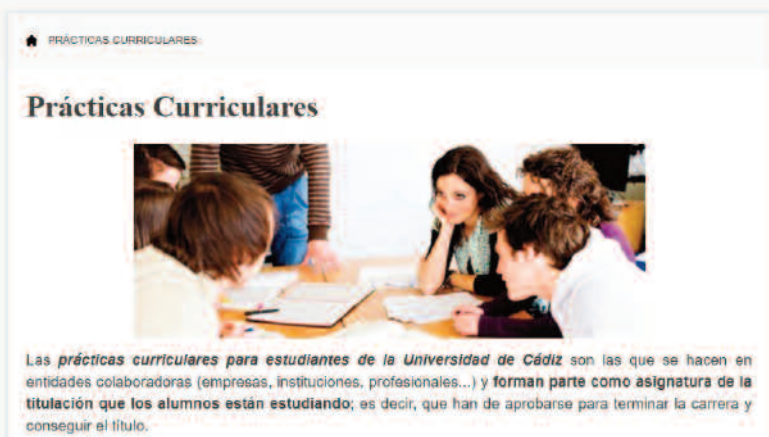 PRÁCTICAS CURRICULARES
Prácticas Curriculares
Las prácticas curriculares para estudiantes de la Universidad de Cádiz son las que se hacen en
entidades colaboradoras (empresas, instituciones, profesionales...) y forman parte como asignatura de la
titulación que los alumnos están estudiando; es decir, que han de aprobarse para terminar la carrera y
conseguir el título.